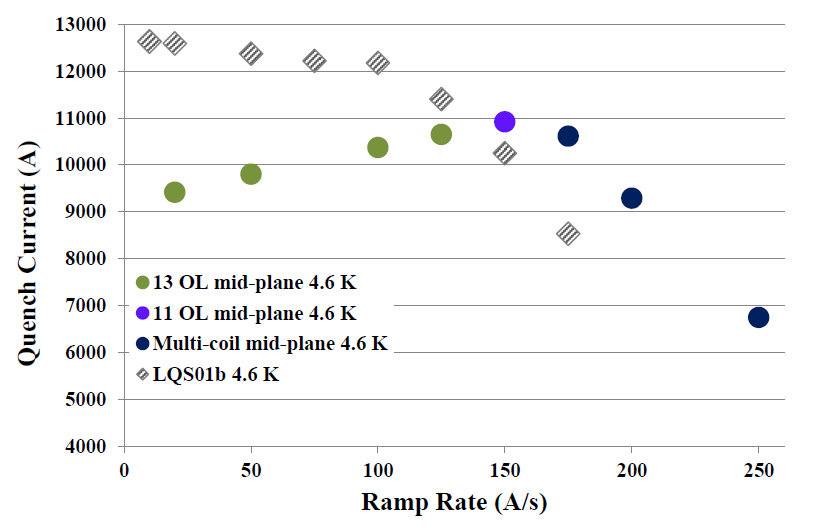 13000
12000
11000
10000
9000
8000
7000
6000
5000
4000
Quench Current (A)
13 OL mid-plane 4.6 K
11 OL mid-plane 4.6 K
Multi-coil mid-plane 4.6 K
LQS01b 4.6 K
0 50 100 150 200 250
Ramp Rate (A/s)